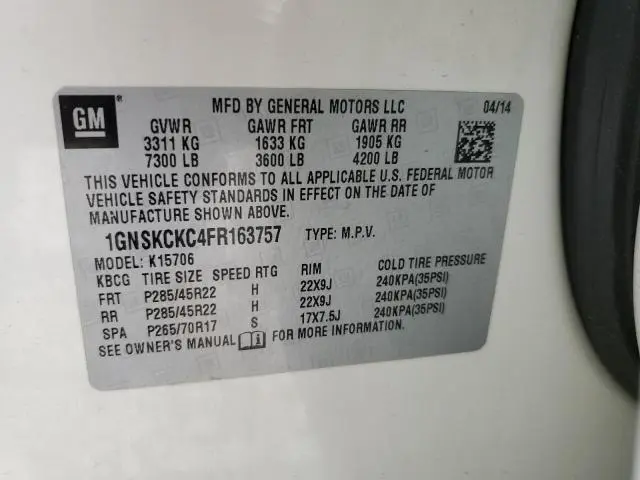 GM ®
MFD BY GENERAL MOTORS LLC 04/14
GVWR GAWR FRT GAWR RR
3311 KG 1633 KG 1905 KG
7300 LB 3600 LB 4200 LB
THIS VEHICLE CONFORMS TO ALL APPLICABLE U.S. FEDERAL MOTOR
VEHICLE SAFETY STANDARDS IN EFFECT ON THE DATE OF
MANUFACTURE SHOWN ABOVE.
1GNSKCKC4FR163757 TYPE: M.P.V.
MODEL: K15706
KBCG TIRE SIZE SPEED RTG RIM COLD TIRE PRESSURE
FRT P285/45R22 H 22X9J 240KPA(35PSI)
RR P285/45R22 H 22X9J 240KPA(35PSI)
SPA P265/70R17 S 17X7.5J 240KPA(35PSI)
SEE OWNER'S MANUAL FOR MORE INFORMATION.